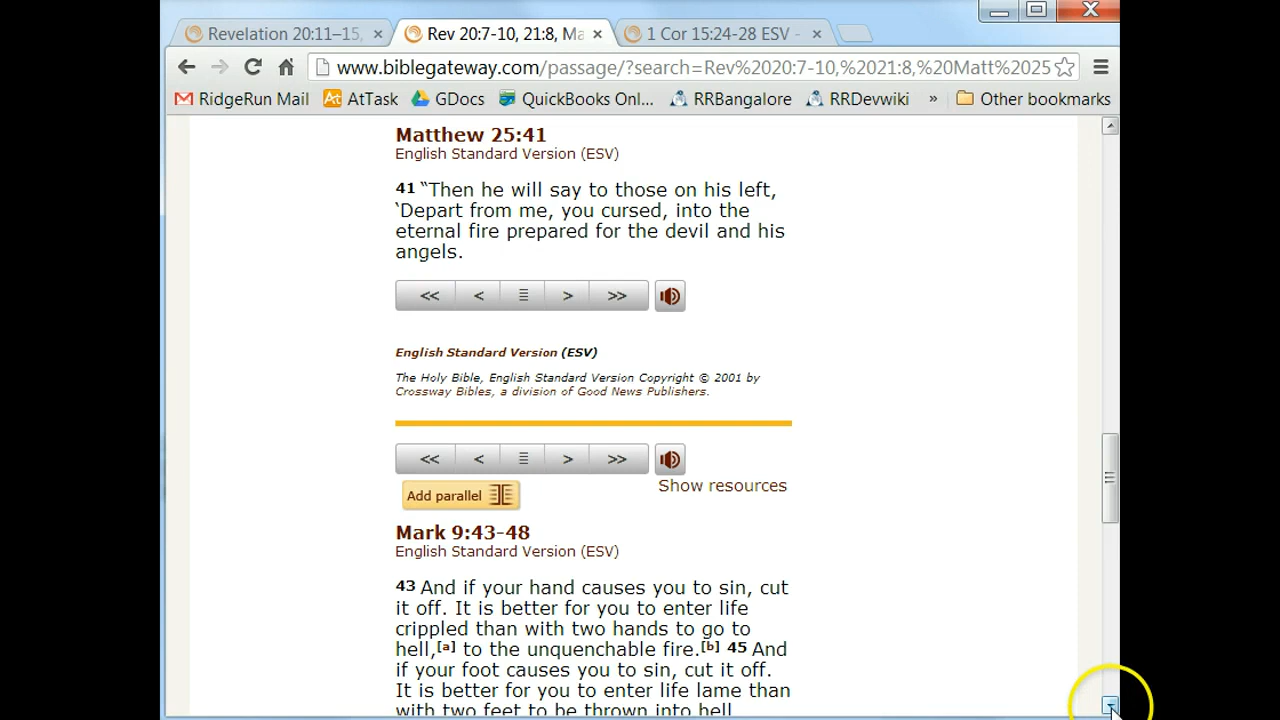 Revelation 20:11–15,
Rev 20:7-10, 21:8, Ma
1 Cor 15:24-28 ESV -
www.biblegateway.com/passage/?search=Rev%2020:7-10,%2021:8,%20Matt%2025
RidgeRun Mail AtTask GDocs QuickBooks Onl... RRBangalore RRDevwiki » Other bookmarks
Matthew 25:41
English Standard Version (ESV)
41 “Then he will say to those on his left,
‘Depart from me, you cursed, into the
eternal fire prepared for the devil and his
angels.
<< < ≡ > >>
English Standard Version (ESV)
The Holy Bible, English Standard Version Copyright © 2001 by
Crossway Bibles, a division of Good News Publishers.
<< < ≡ > >>
Show resources
Add parallel
Mark 9:43-48
English Standard Version (ESV)
43 And if your hand causes you to sin, cut
it off. It is better for you to enter life
crippled than with two hands to go to
hell,[a] to the unquenchable fire.[b] 45 And
if your foot causes you to sin, cut it off.
It is better for you to enter life lame than
with two feet to be thrown into hell